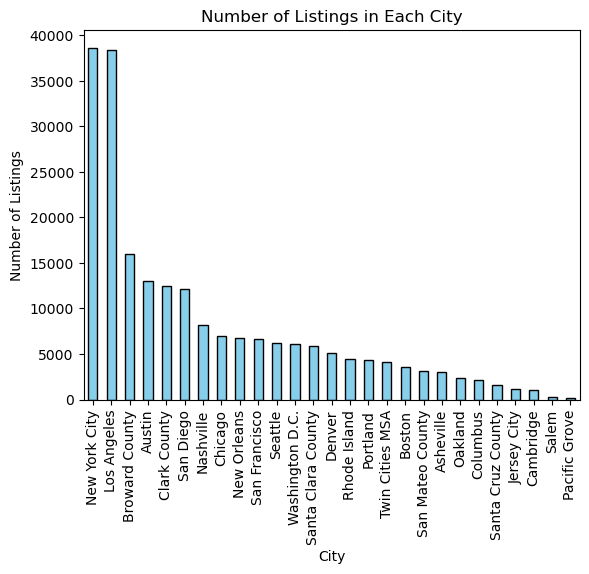 Number of Listings in Each City
Number of Listings
40000
35000
30000
25000
20000
15000
10000
5000
0
New York City
Los Angeles
Broward County
Austin
Clark County
San Diego
Nashville
Chicago
New Orleans
San Francisco
Seattle
Washington D.C.
Santa Clara County
Denver
Rhode Island
Portland
Twin Cities MSA
Boston
San Mateo County
Asheville
Oakland
Columbus
Santa Cruz County
Jersey City
Cambridge
Salem
Pacific Grove
City